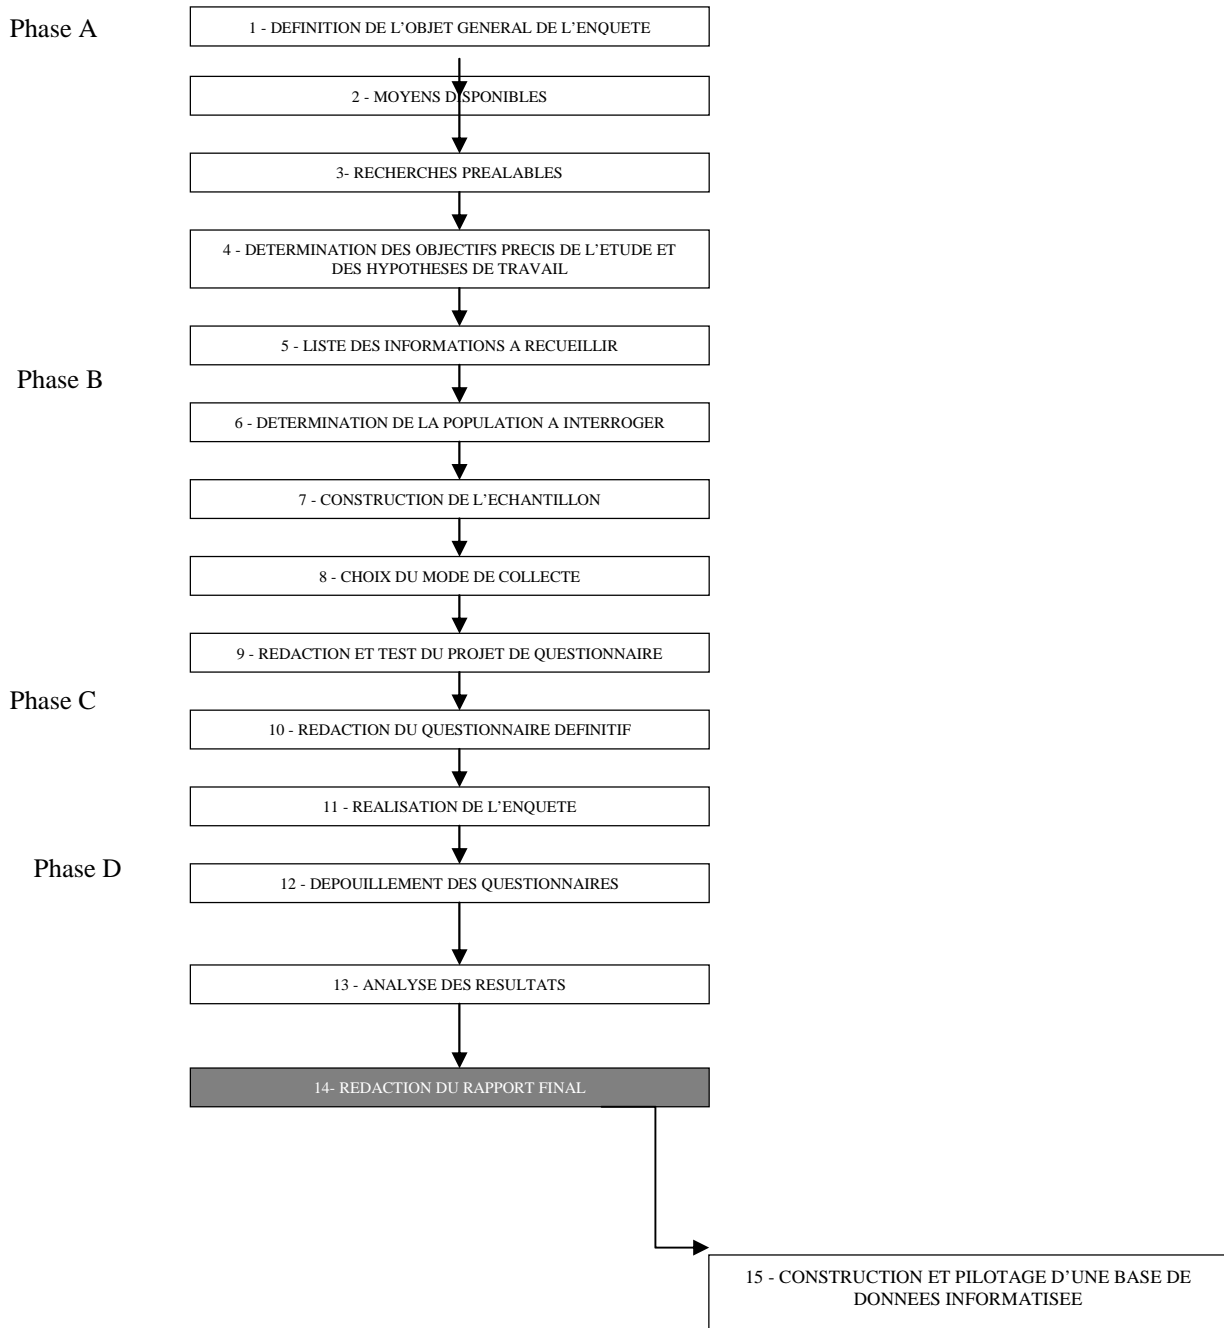 Phase A
1 - DEFINITION DE L'OBJET GENERAL DE L'ENQUETE
2 - MOYENS DISPONIBLES
3- RECHERCHES PREALABLES
4 - DETERMINATION DES OBJECTIFS PRECIS DE L'ETUDE ET
DES HYPOTHESES DE TRAVAIL
5 - LISTE DES INFORMATIONS A RECUEILLIR
Phase B
6 - DETERMINATION DE LA POPULATION A INTERROGER
7 - CONSTRUCTION DE L'ECHANTILLON
8 - CHOIX DU MODE DE COLLECTE
9 - REDACTION ET TEST DU PROJET DE QUESTIONNAIRE
Phase C
10 - REDACTION DU QUESTIONNAIRE DEFINITIF
11 - REALISATION DE L'ENQUETE
Phase D
12 - DEPOUILLEMENT DES QUESTIONNAIRES
13 - ANALYSE DES RESULTATS
14- REDACTION DU RAPPORT FINAL
15 - CONSTRUCTION ET PILOTAGE D'UNE BASE DE
DONNEES INFORMATISEE